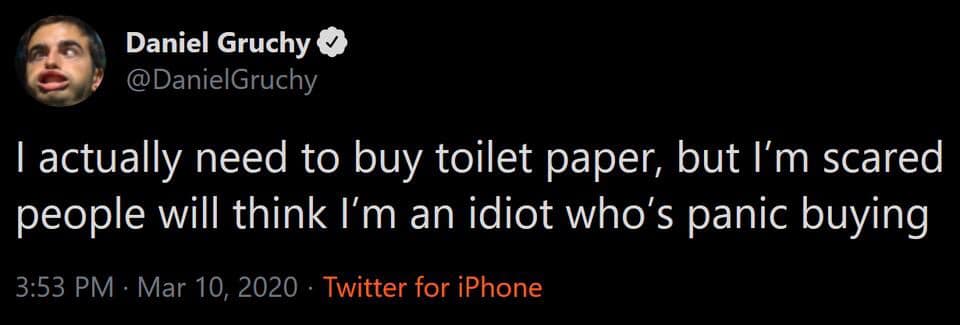 Daniel Gruchy
@DanielGruchy
I actually need to buy toilet paper, but I’m scared
people will think I’m an idiot who’s panic buying
3:53 PM · Mar 10, 2020 · Twitter for iPhone